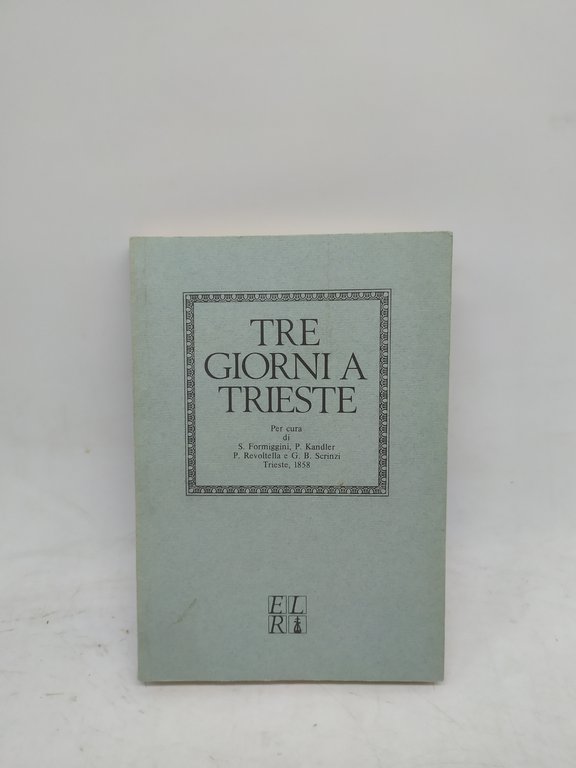 TRE
GIORNI A
TRIESTE
Per cura
di
S. Formiggini, P. Kandler
P. Revoltella e G. B. Scrinzi
Trieste, 1858
E L
R